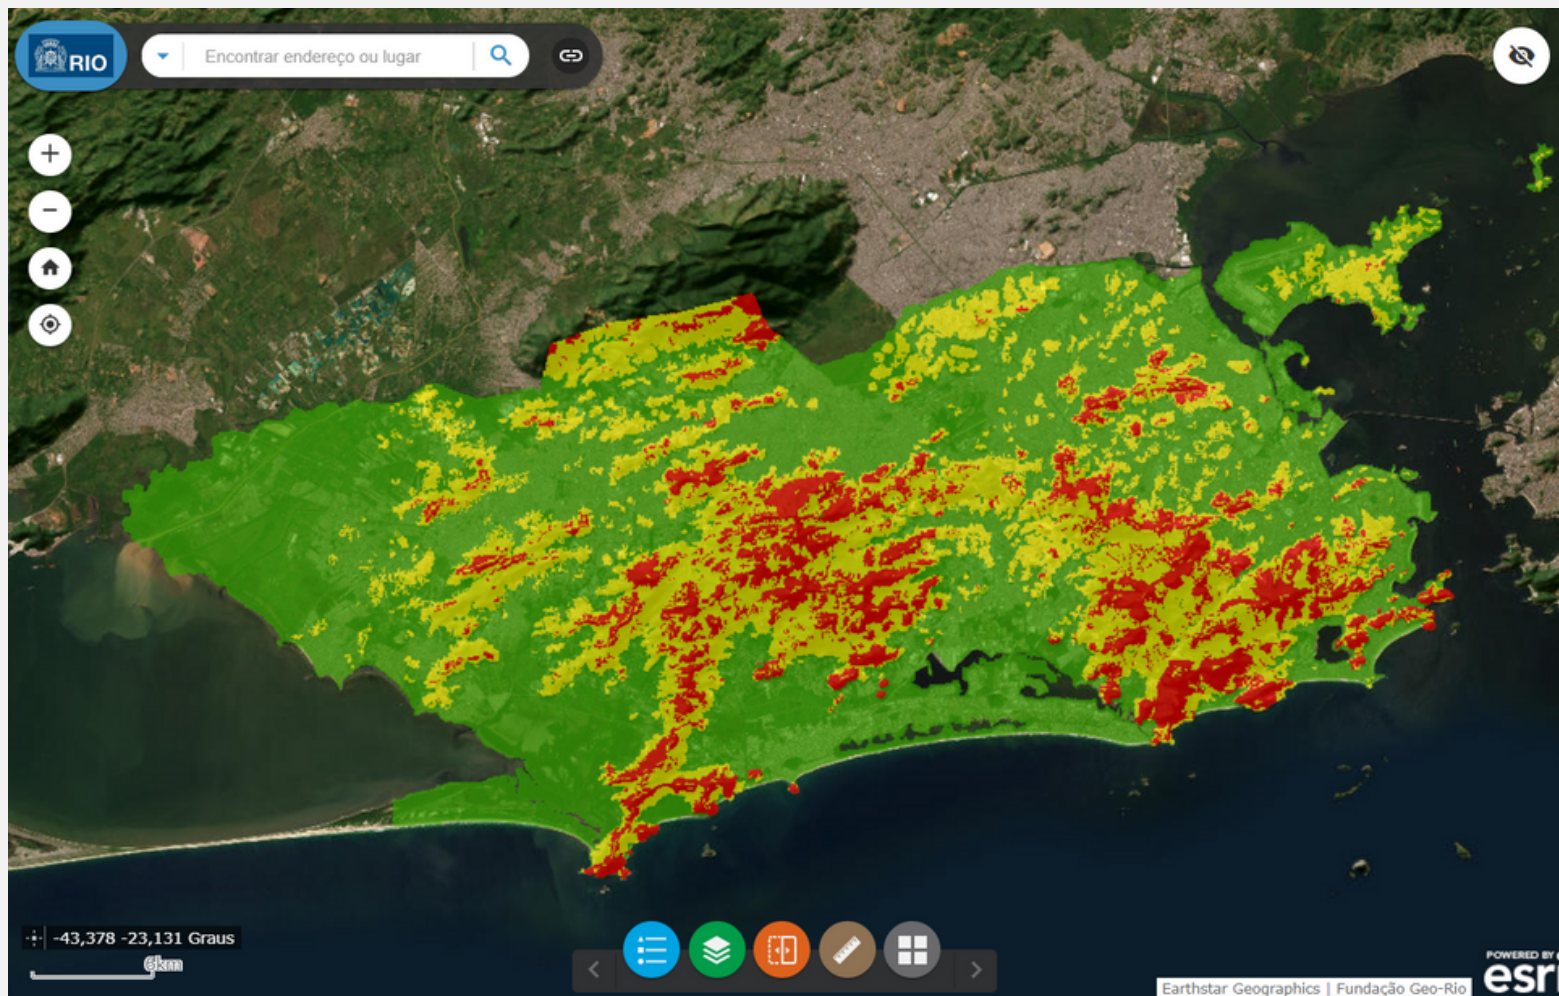 RIO
Encontrar endereço ou lugar
-43,378 -23,131 Graus
6km
POWERED BY
esri
Earthstar Geographics | Fundação Geo-Rio